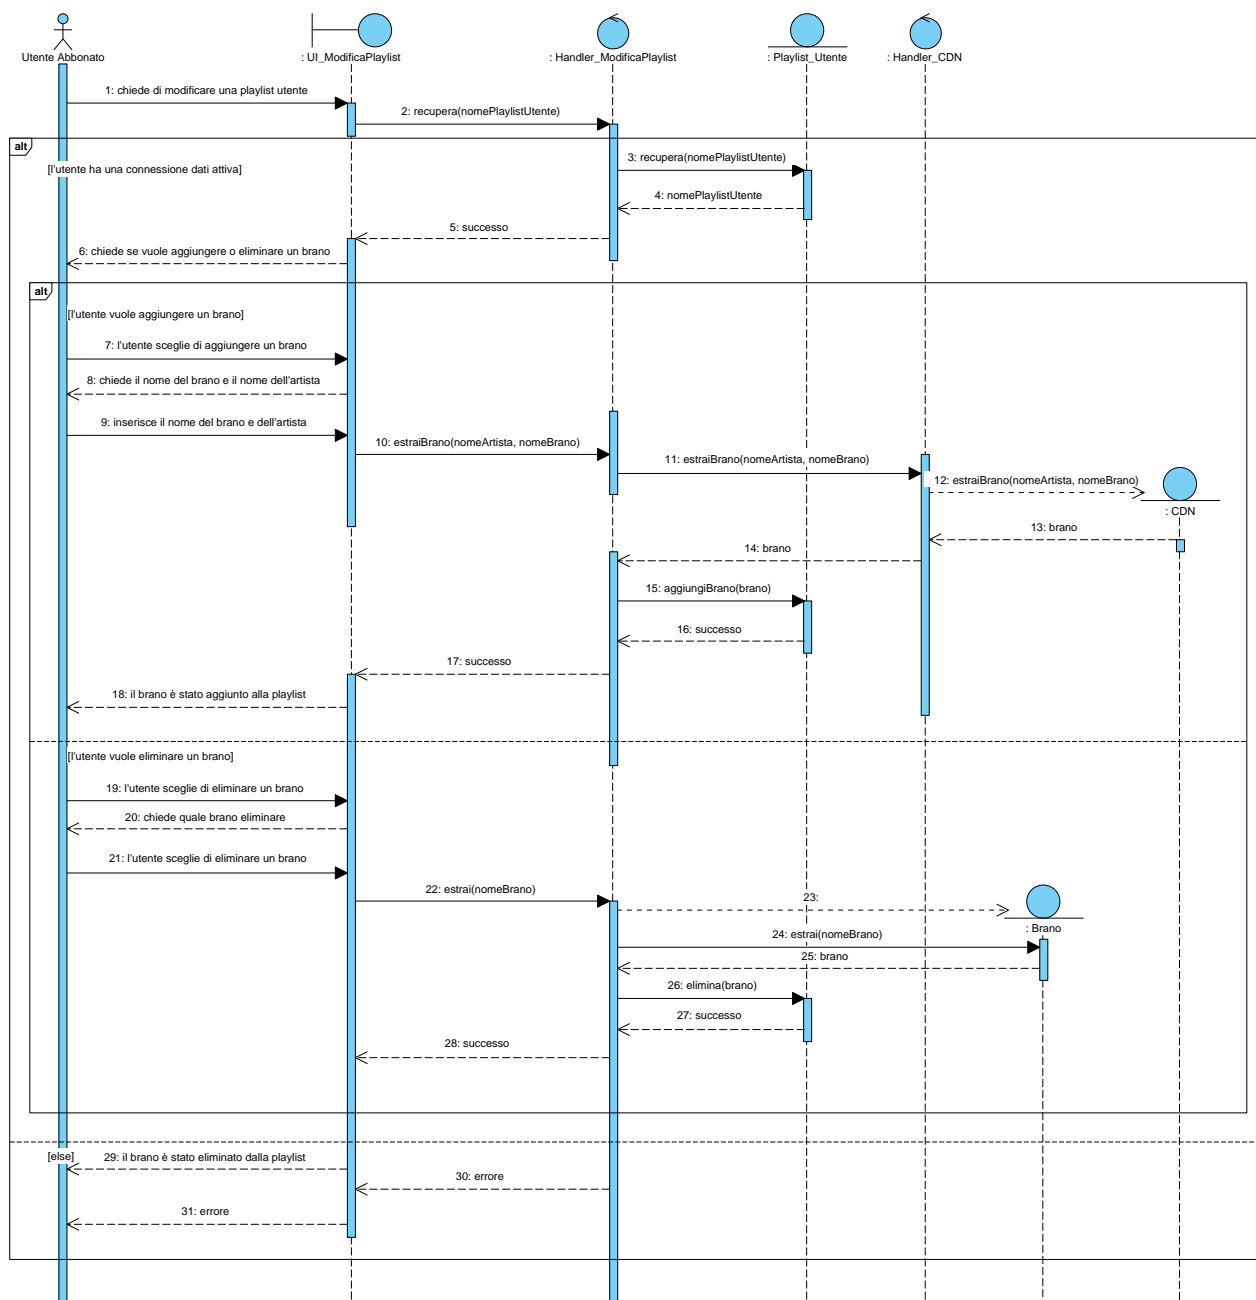 Utente Abbonato
: UI_ModificaPlaylist
: Handler_ModificaPlaylist
: Playlist_Utente
: Handler_CDN
1: chiede di modificare una playlist utente
2: recupera(nomePlaylistUtente)
alt
[l'utente ha una connessione dati attiva]
3: recupera(nomePlaylistUtente)
4: nomePlaylistUtente
5: successo
6: chiede se vuole aggiungere o eliminare un brano
alt
[l'utente vuole aggiungere un brano]
7: l'utente sceglie di aggiungere un brano
8: chiede il nome del brano e il nome dell'artista
9: inserisce il nome del brano e dell'artista
10: estraiBrano(nomeArtista, nomeBrano)
11: estraiBrano(nomeArtista, nomeBrano)
12: estraiBrano(nomeArtista, nomeBrano)
: CDN
13: brano
14: brano
15: aggiungiBrano(brano)
16: successo
17: successo
18: il brano è stato aggiunto alla playlist
[l'utente vuole eliminare un brano]
19: l'utente sceglie di eliminare un brano
20: chiede quale brano eliminare
21: l'utente sceglie di eliminare un brano
22: estrai(nomeBrano)
23:
: Brano
24: estrai(nomeBrano)
25: brano
26: elimina(brano)
27: successo
28: successo
[else]
29: il brano è stato eliminato dalla playlist
30: errore
31: errore